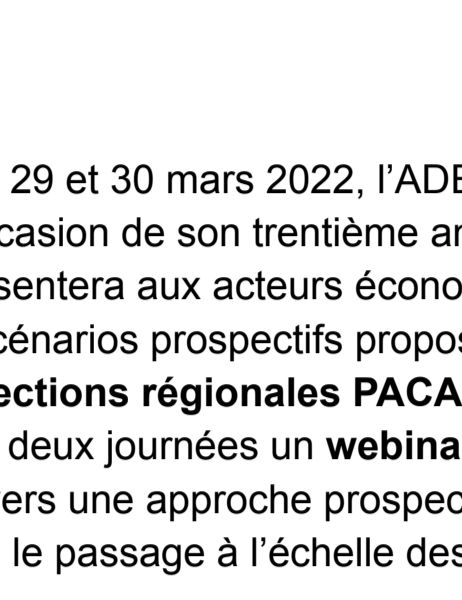 29 et 30 mars 2022, l’ADE
casion de son trentième an
sentera aux acteurs écono
cénarios prospectifs propos
ections régionales PACA
deux journées un webina
ers une approche prospec
le passage à l’échelle des